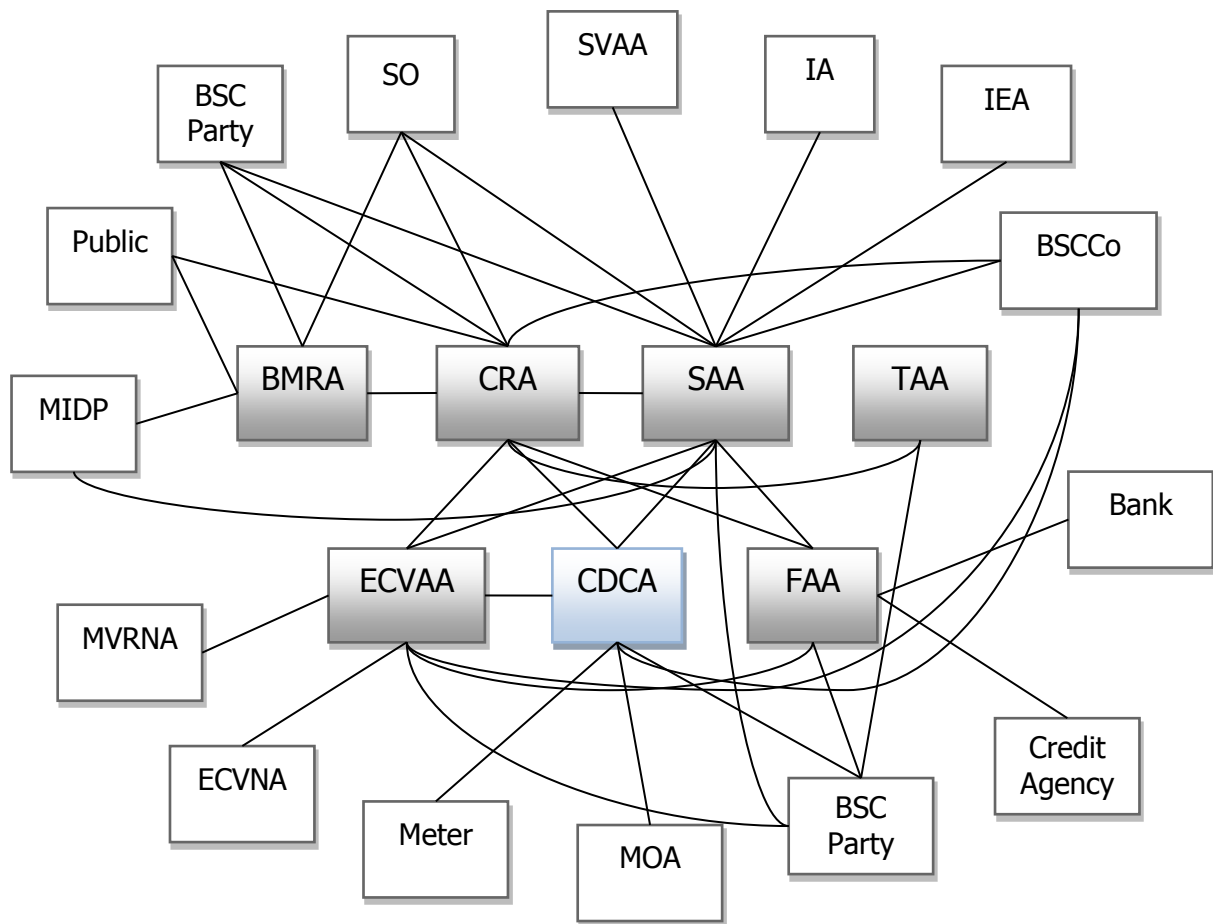 SVAA
IA
SO
BSC
Party
IEA
Public
BSCCo
BMRA
CRA
SAA
TAA
MIDP
Bank
ECVAA
CDCA
FAA
MVRNA
ECVNA
Credit
Agency
Meter
MOA
BSC
Party